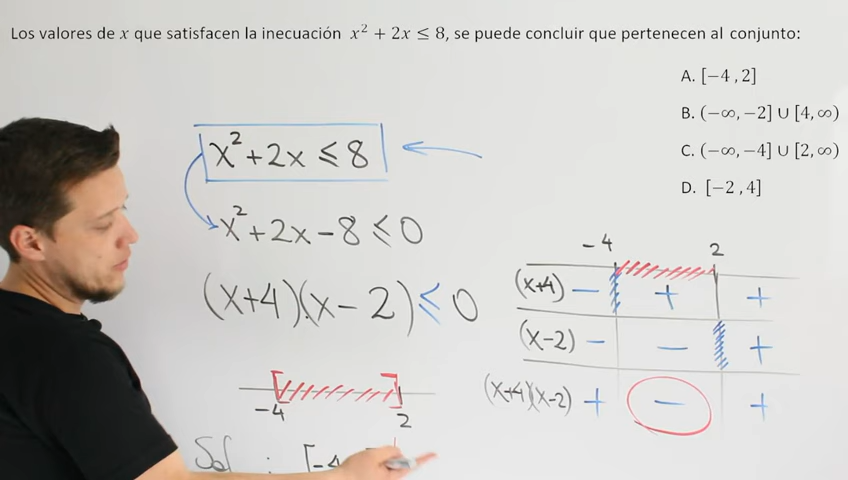 Los valores de x que satisfacen la inecuación x² + 2x ≤ 8, se puede concluir que pertenecen al conjunto:
A. [−4 , 2]
B. (−∞, −2] ∪ [4, ∞)
C. (−∞, −4] ∪ [2, ∞)
D. [−2 , 4]
x²+2x ≤ 8
x²+2x−8 ≤ 0
(x+4)(x−2) ≤ 0
−4 2
Sol : [−4
−4 2
(x+4) − + +
(x−2) − − +
(x+4)(x−2) + − +